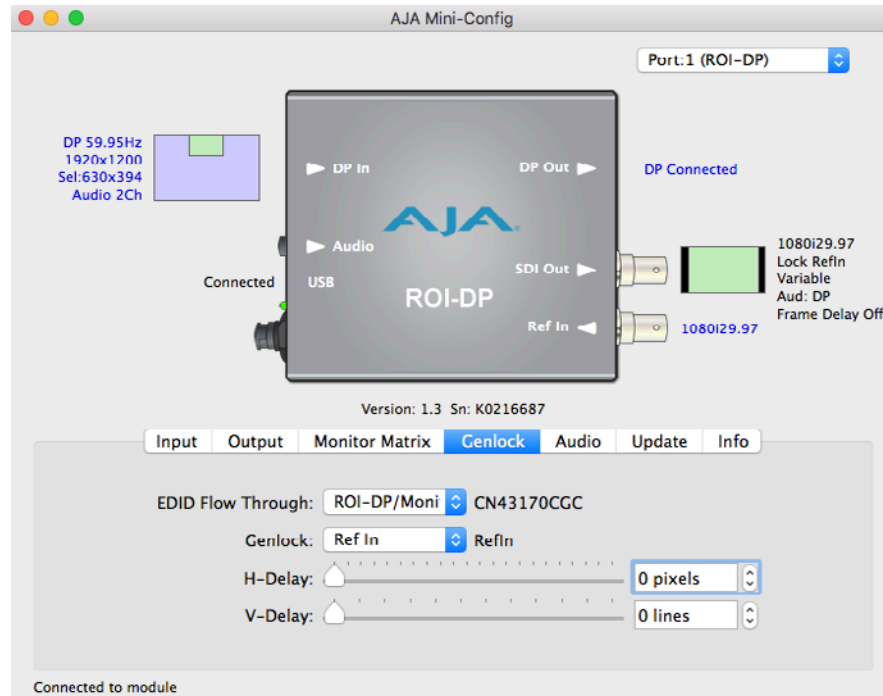 AJA Mini-Config
Port:1 (ROI-DP)
DP 59.95Hz
1920x1200
Sel:630x394
Audio 2Ch
DP In
DP Out
DP Connected
AJA
Audio
Connected
USB
SDI Out
ROI-DP
Ref In
1080i29.97
1080i29.97
Lock RefIn
Variable
Aud: DP
Frame Delay Off
Version: 1.3 Sn: K0216687
Input Output Monitor Matrix Genlock Audio Update Info
EDID Flow Through: ROI-DP/Moni CN43170CGC
Genlock: Ref In RefIn
H-Delay: 0 pixels
V-Delay: 0 lines
Connected to module